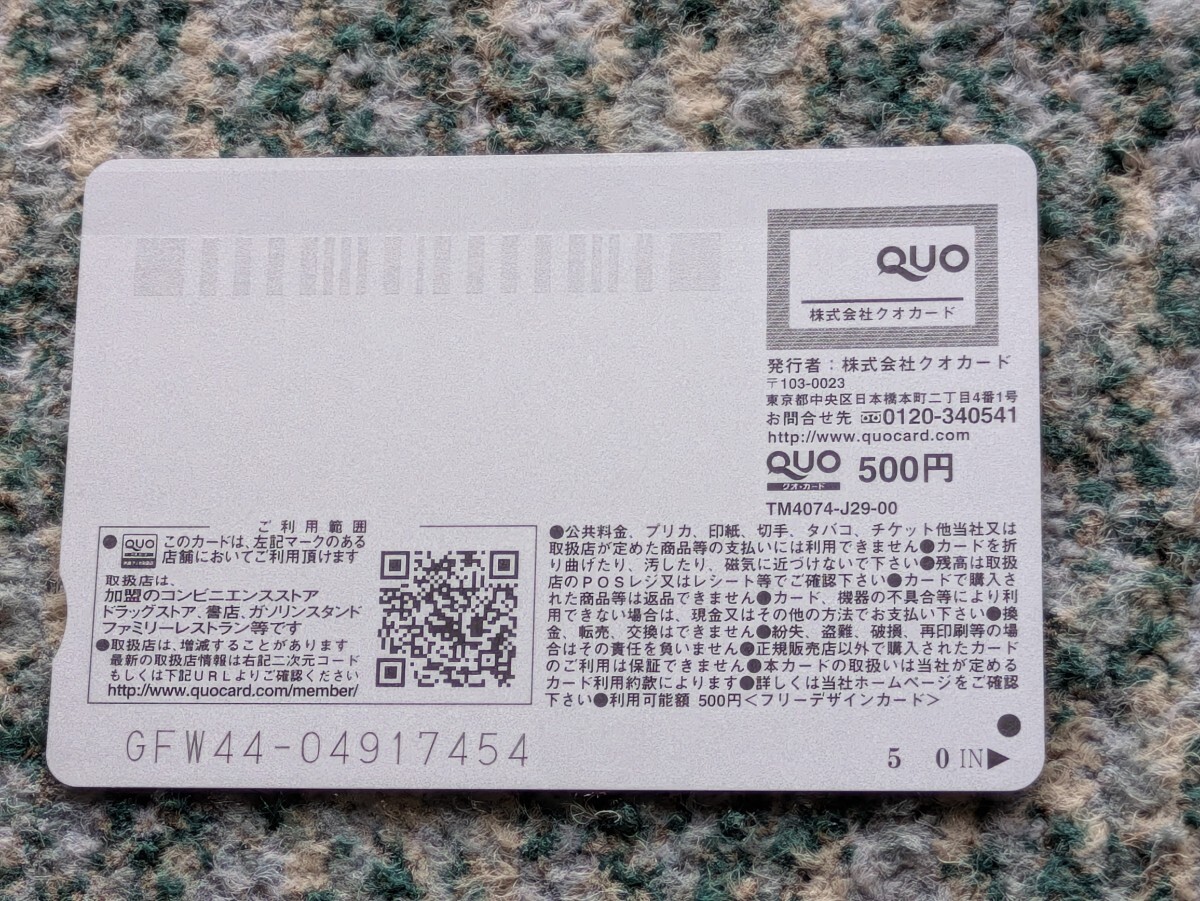 QUO
株式会社クオカード
発行者：株式会社クオカード
〒103-0023
東京都中央区日本橋本町二丁目4番1号
お問合せ先 0120-340541
http://www.quocard.com
QUO 500円
クオ・カード
TM4074-J29-00
ご利用範囲
●QUO このカードは、左記マークのある
店舗においてご利用頂けます
取扱店は、
加盟のコンビニエンスストア
ドラッグストア、書店、ガソリンスタンド
ファミリーレストラン等です
●取扱店は、増減することがあります
最新の取扱店情報は右記二次元コード
もしくは下記URLよりご確認ください
http://www.quocard.com/member/
●公共料金、プリカ、印紙、切手、タバコ、チケット他当社又は
取扱店が定めた商品等の支払いには利用できません●カードを折
り曲げたり、汚したり、磁気に近づけないで下さい●残高は取扱
店のPOSレジ又はレシート等でご確認下さい●カードで購入さ
れた商品等は返品できません●カード、機器の不具合等により利
用できない場合は、現金又はその他の方法でお支払い下さい●換
金、転売、交換はできません●紛失、盗難、破損、再印刷等の場
合はその責任を負いません●正規販売店以外で購入されたカード
のご利用は保証できません●本カードの取扱いは当社が定める
カード利用約款によります●詳しくは当社ホームページをご確認
下さい●利用可能額 500円＜フリーデザインカード＞
GFW44-04917454
5 0 IN▶